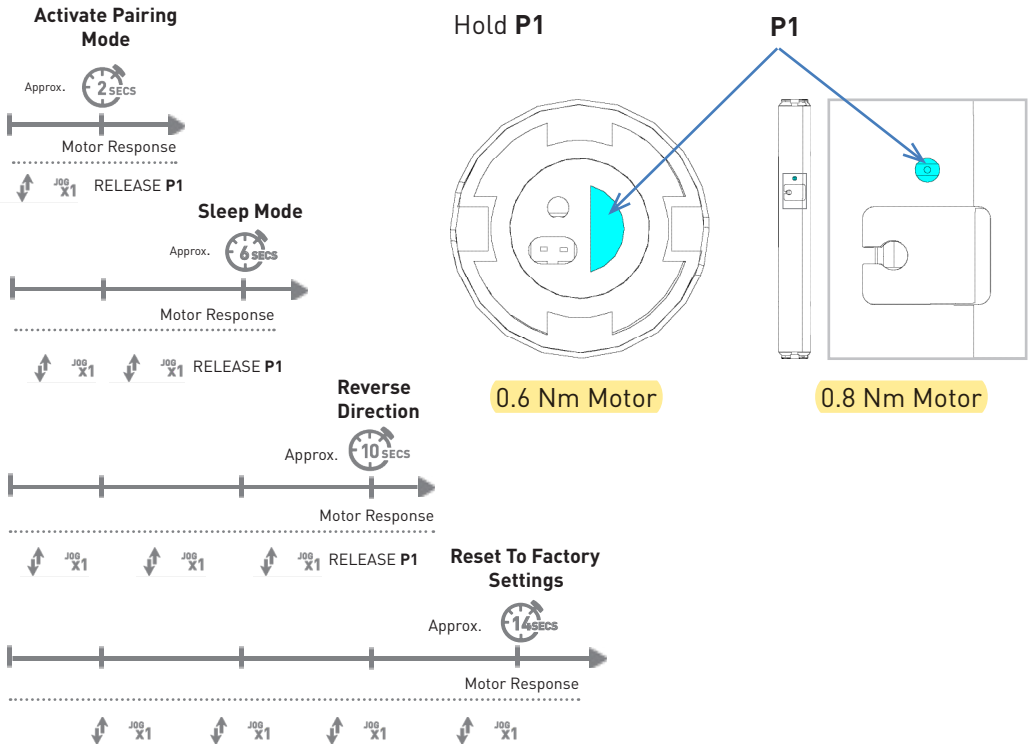 Activate Pairing
Mode
Approx.
2 SECS
Motor Response
JOG X1 RELEASE P1
Sleep Mode
Approx.
6 SECS
Motor Response
JOG X1 JOG X1 RELEASE P1
Reverse
Direction
Approx.
10 SECS
Motor Response
JOG X1 JOG X1 JOG X1 RELEASE P1
Reset To Factory
Settings
Approx.
14 SECS
Motor Response
JOG X1 JOG X1 JOG X1 JOG X1
Hold P1
P1
0.6 Nm Motor
0.8 Nm Motor